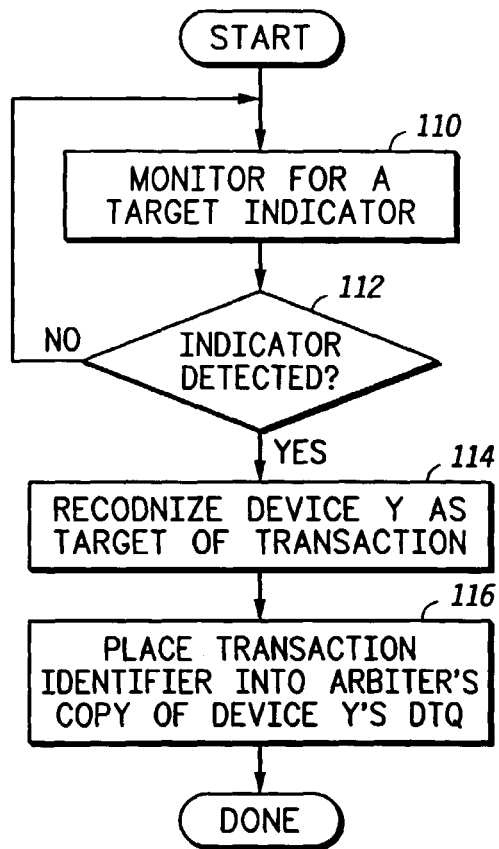 START
110
MONITOR FOR A
TARGET INDICATOR
112
INDICATOR
DETECTED?
NO
YES
114
RECODNIZE DEVICE Y AS
TARGET OF TRANSACTION
116
PLACE TRANSACTION
IDENTIFIER INTO ARBITER'S
COPY OF DEVICE Y'S DTQ
DONE